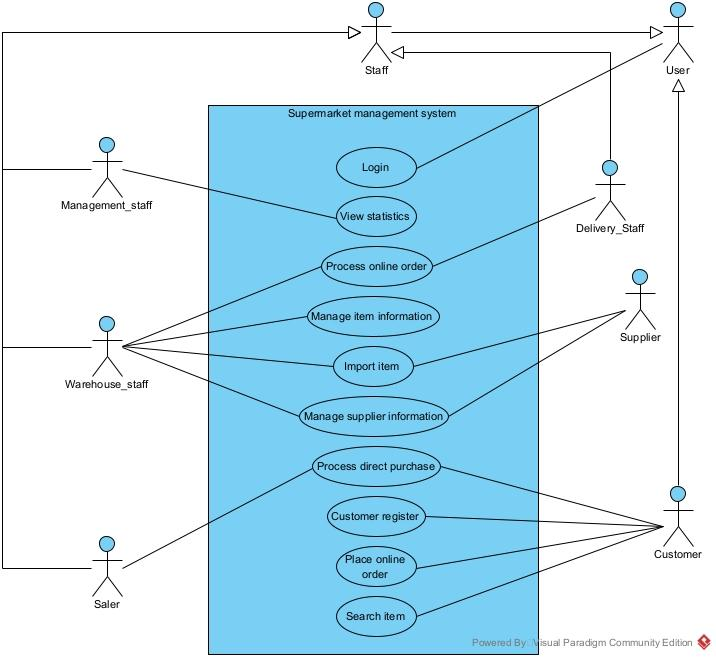 Staff
User
Supermarket management system
Login
Management_staff
View statistics
Delivery_Staff
Process online order
Manage item information
Supplier
Warehouse_staff
Import item
Manage supplier information
Process direct purchase
Customer register
Customer
Place online
order
Saler
Search item
Powered By: Visual Paradigm Community Edition